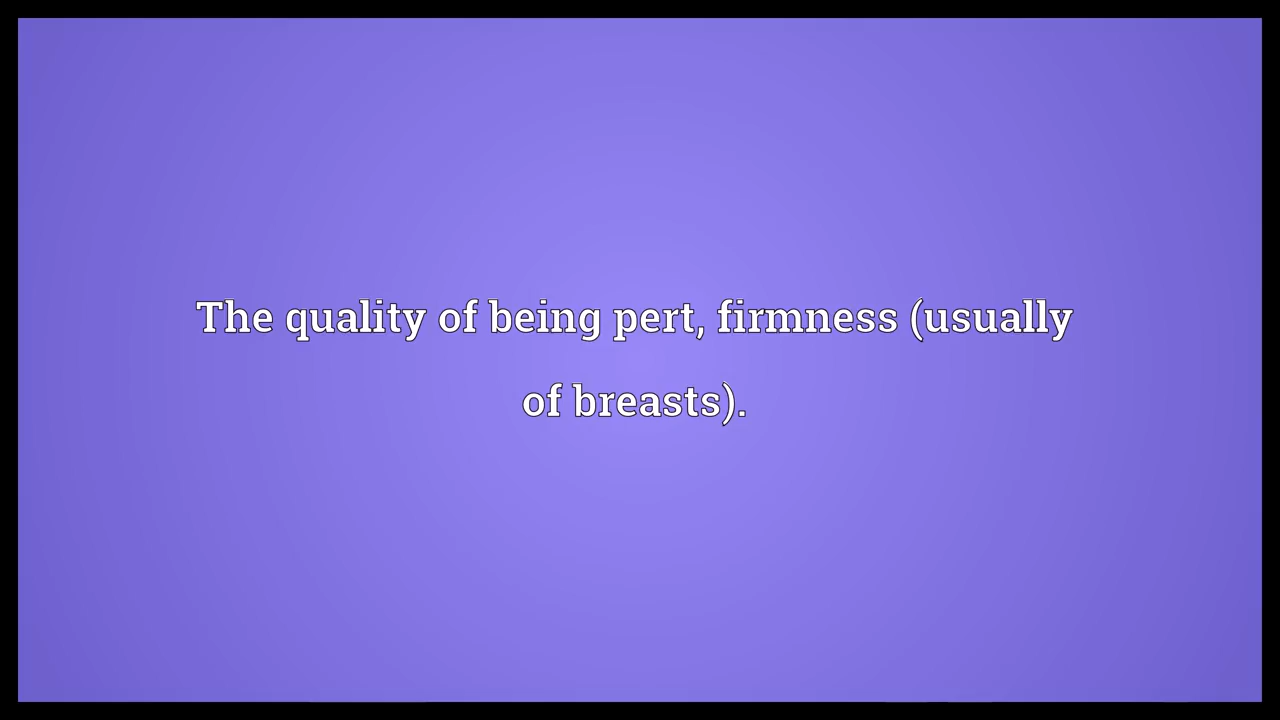 The quality of being pert, firmness (usually
of breasts).